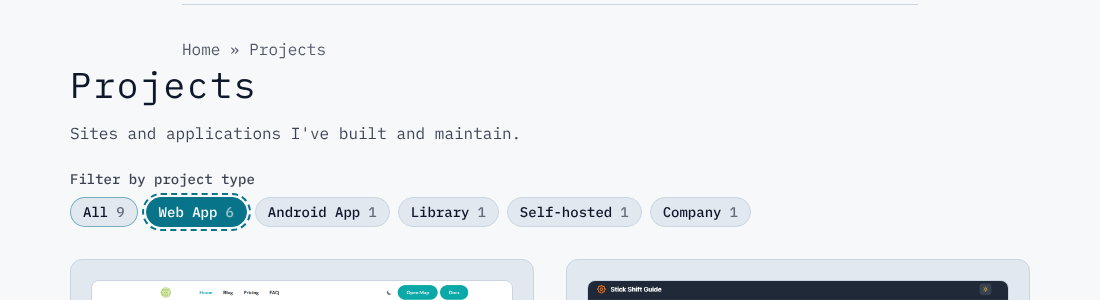 Home » Projects
Projects
Sites and applications I've built and maintain.
Filter by project type
All 9 Web App 6 Android App 1 Library 1 Self-hosted 1 Company 1
Home Blog Pricing FAQ Open Map Docs Stick Shift Guide